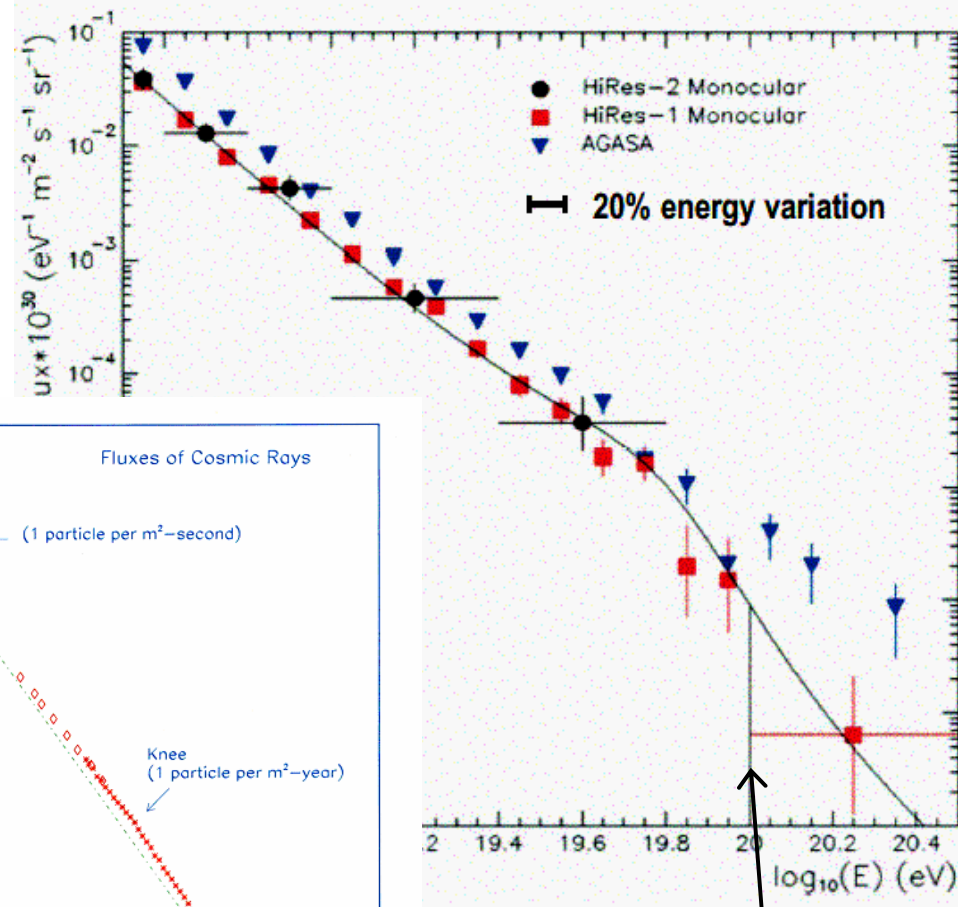 10⁻¹
10⁻²
10⁻³
10⁻⁴
ux*10³⁰ (eV⁻¹ m⁻² s⁻¹ sr⁻¹)
HiRes-2 Monocular
HiRes-1 Monocular
AGASA
20% energy variation
Fluxes of Cosmic Rays
(1 particle per m²-second)
Knee
(1 particle per m²-year)
.2 19.4 19.6 19.8 20 20.2 20.4
log₁₀(E) (eV)